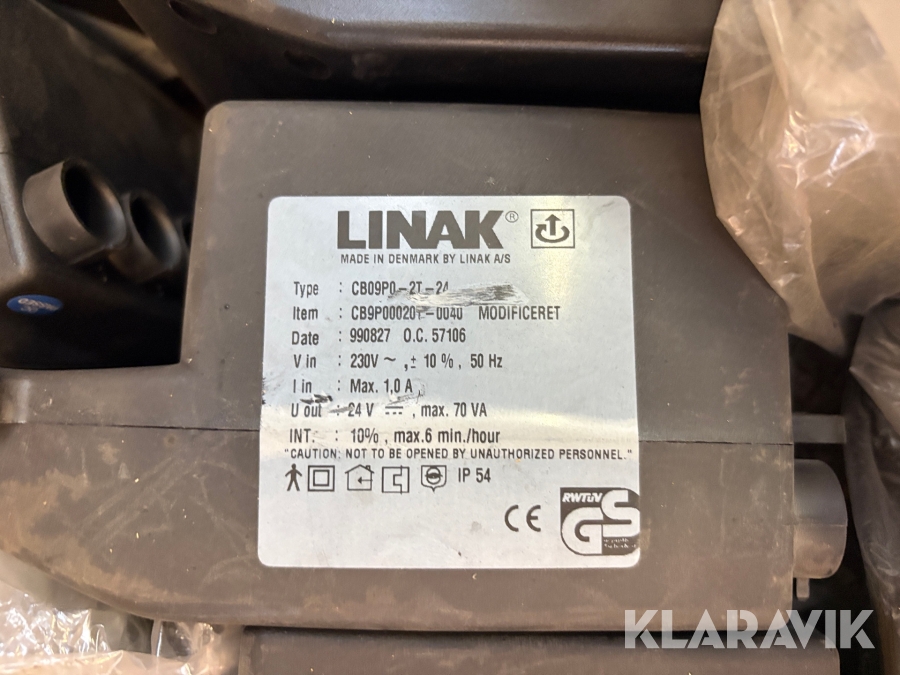 LINAK®
MADE IN DENMARK BY LINAK A/S
Type : CB09P0-2T-24
Item : CB9P00020T-0040 MODIFICERET
Date : 990827 O.C. 57106
V in : 230V ~ , ± 10 % , 50 Hz
I in : Max. 1,0 A
U out : 24 V ⎓ , max. 70 VA
INT. : 10% , max.6 min./hour
"CAUTION: NOT TO BE OPENED BY UNAUTHORIZED PERSONNEL."
IP 54
CE
RWTÜV
GS
KLARAVIK